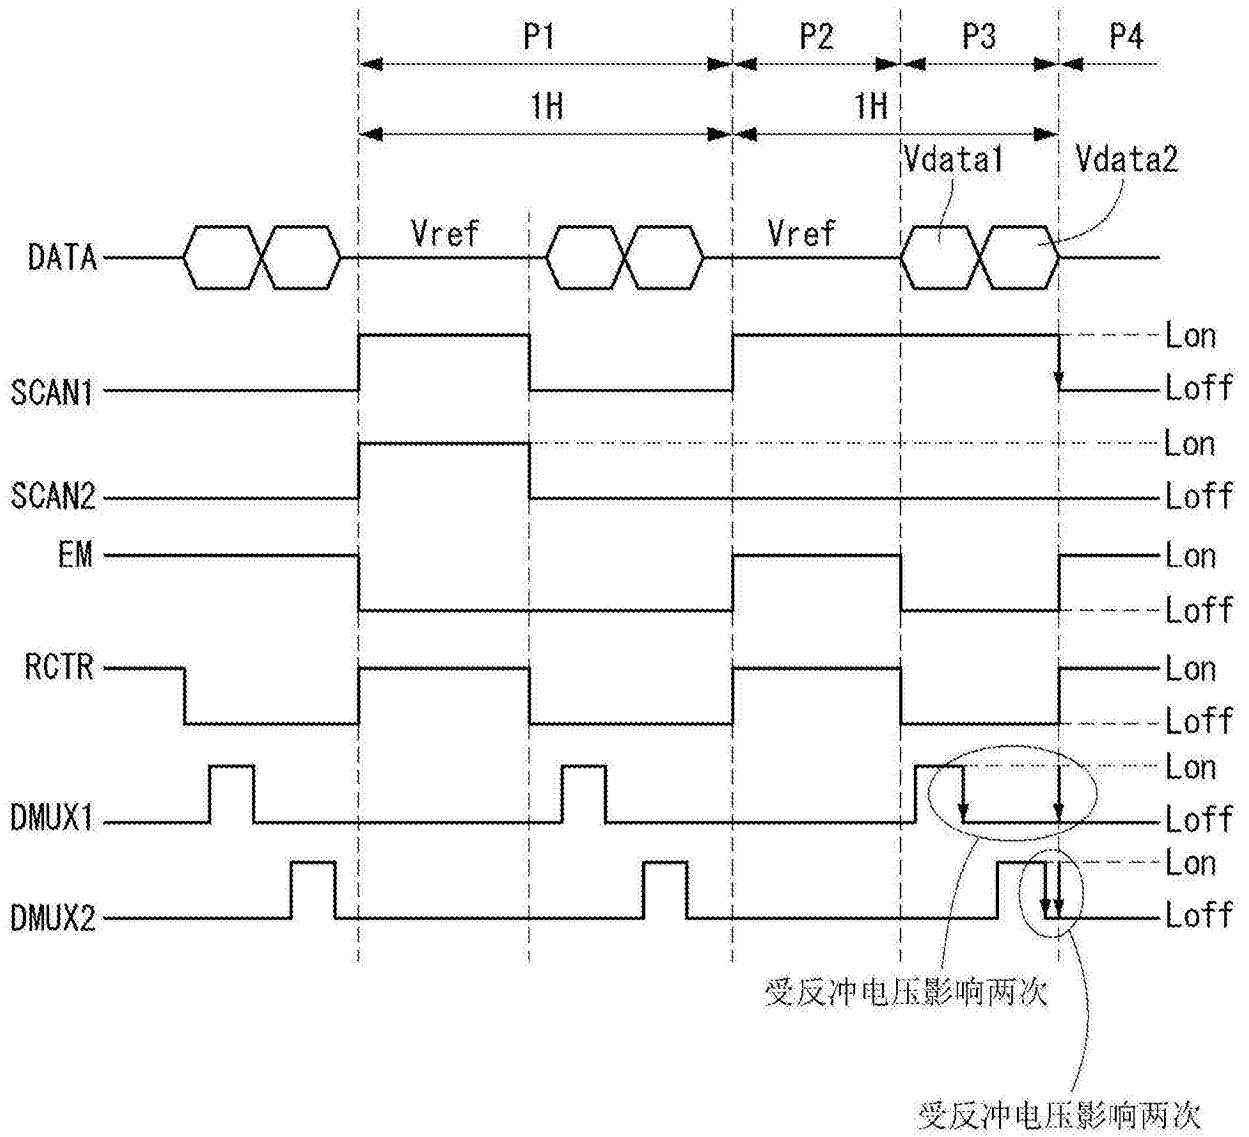 P1 P2 P3 P4
1H 1H
Vdata1 Vdata2
DATA Vref Vref
Lon
SCAN1 Loff
Lon
SCAN2 Loff
EM Lon
Loff
RCTR Lon
Loff
Lon
DMUX1 Loff
Lon
DMUX2 Loff
受反冲电压影响两次
受反冲电压影响两次